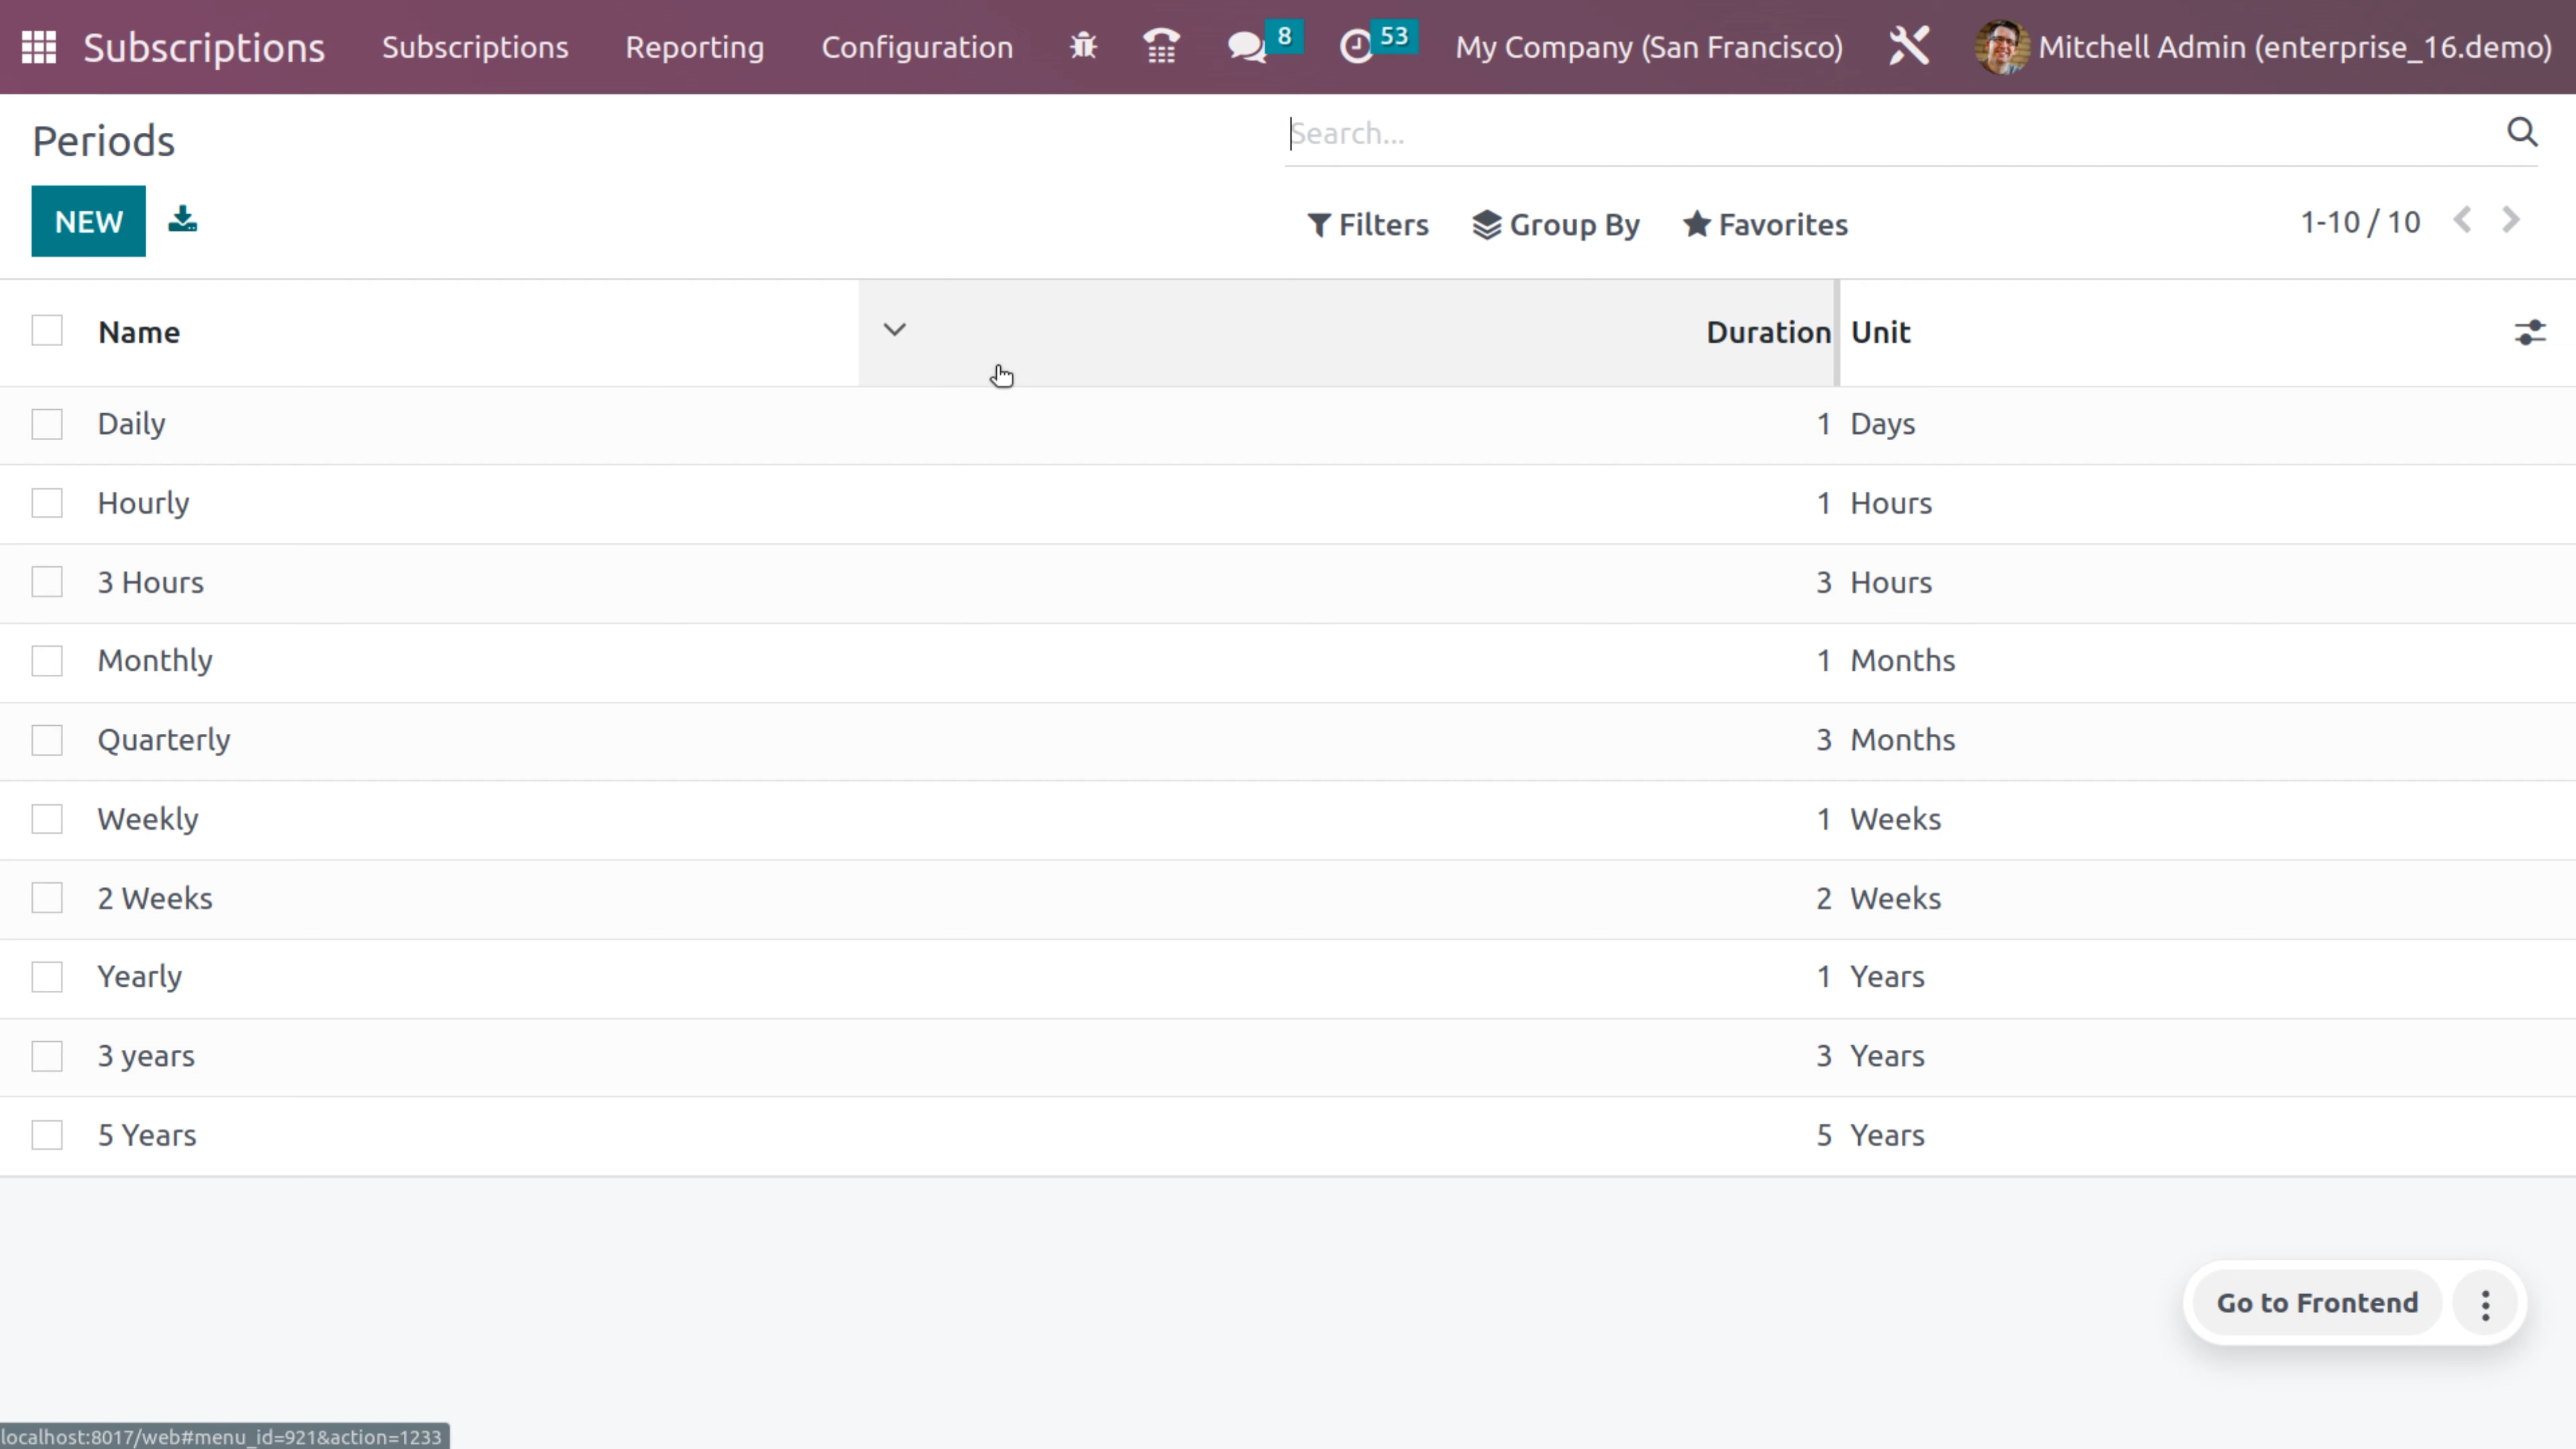 Subscriptions Subscriptions Reporting Configuration 8 53 My Company (San Francisco) Mitchell Admin (enterprise_16.demo)
Periods Search...
NEW Filters Group By Favorites 1-10 / 10
Name Duration Unit
Daily 1 Days
Hourly 1 Hours
3 Hours 3 Hours
Monthly 1 Months
Quarterly 3 Months
Weekly 1 Weeks
2 Weeks 2 Weeks
Yearly 1 Years
3 years 3 Years
5 Years 5 Years
Go to Frontend
localhost:8017/web#menu_id=921&action=1233